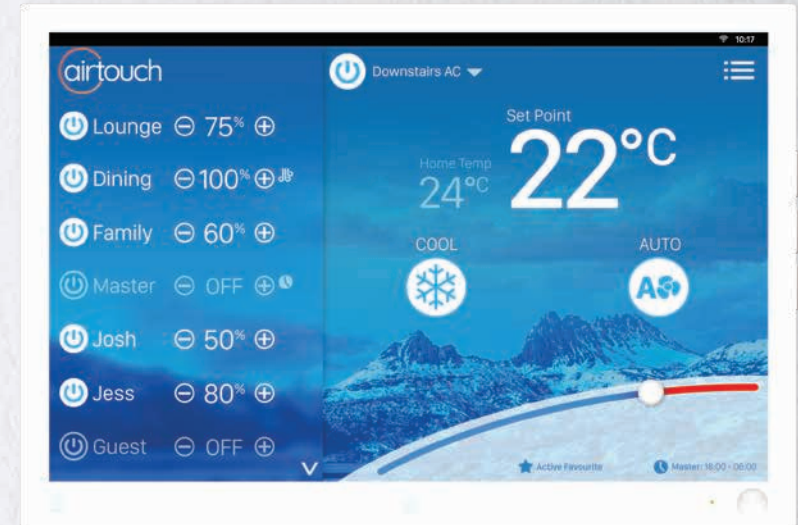 10:17
airtouch
Downstairs AC
Lounge 75%
Dining 100%
Family 60%
Master OFF
Josh 50%
Jess 80%
Guest OFF
Set Point
22°C
Home Temp
24°C
COOL
AUTO
A
Active Favourite
Master: 16:00 - 06:00